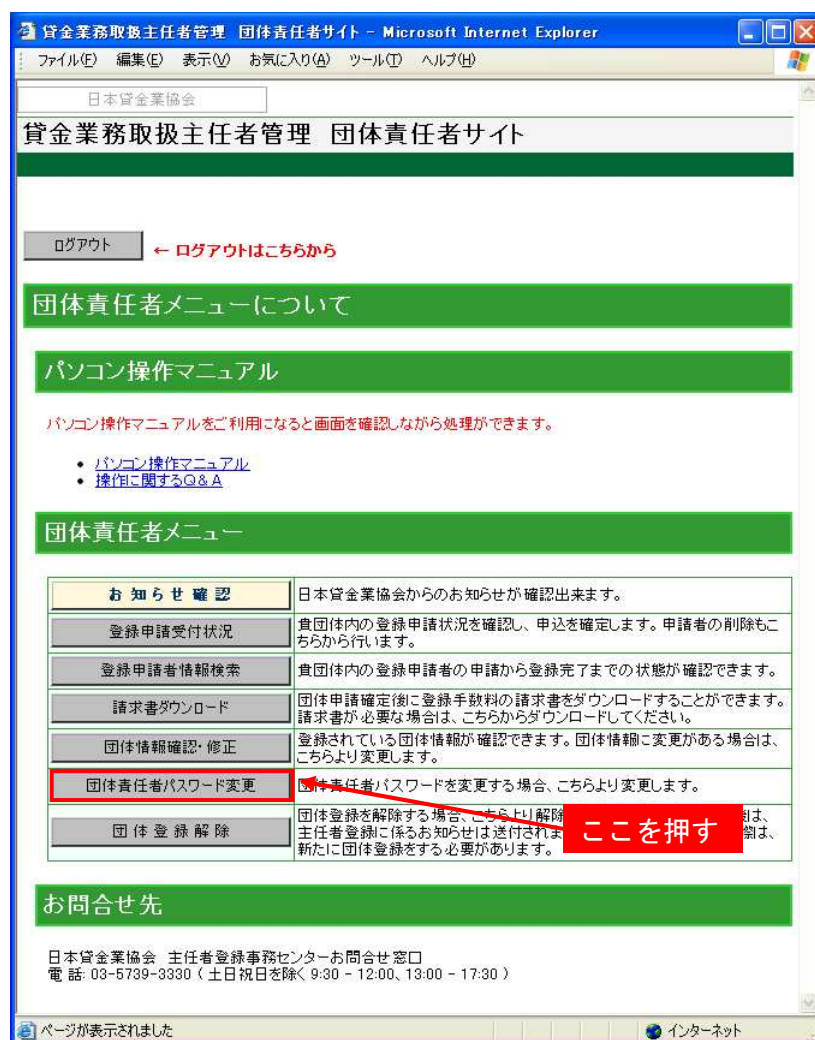 貸金業務取扱主任者管理 団体責任者サイト - Microsoft Internet Explorer
ファイル(F) 編集(E) 表示(V) お気に入り(A) ツール(T) ヘルプ(H)
日本貸金業協会
貸金業務取扱主任者管理 団体責任者サイト
ログアウト ← ログアウトはこちらから
団体責任者メニューについて
パソコン操作マニュアル
パソコン操作マニュアルをご利用になると画面を確認しながら処理ができます。
• パソコン操作マニュアル
• 操作に関するQ&A
団体責任者メニュー
お知らせ確認 日本貸金業協会からのお知らせが確認出来ます。
登録申請受付状況
貴団体内の登録申請状況を確認し、申込を確定します。申請者の削除もこ
ちらから行います。
登録申請者情報検索 貴団体内の登録申請者の申請から登録完了までの状態が確認できます。
請求書ダウンロード
団体申請確定後に登録手数料の請求書をダウンロードすることができます。
請求書が必要な場合は、こちらからダウンロードしてください。
団体情報確認・修正
登録されている団体情報が確認できます。団体情報に変更がある場合は、
こちらより変更します。
団体責任者パスワード変更 団体責任者パスワードを変更する場合、こちらより変更します。
団体登録解除
団体登録を解除する場合、こちらより解除 は、
主任者登録に係るお知らせは送付されま 際は、
新たに団体登録をする必要があります。
ここを押す
お問合せ先
日本貸金業協会 主任者登録事務センターお問合せ窓口
電 話: 03-5739-3330 ( 土日祝日を除く 9:30 - 12:00、13:00 - 17:30 )
ページが表示されました インターネット